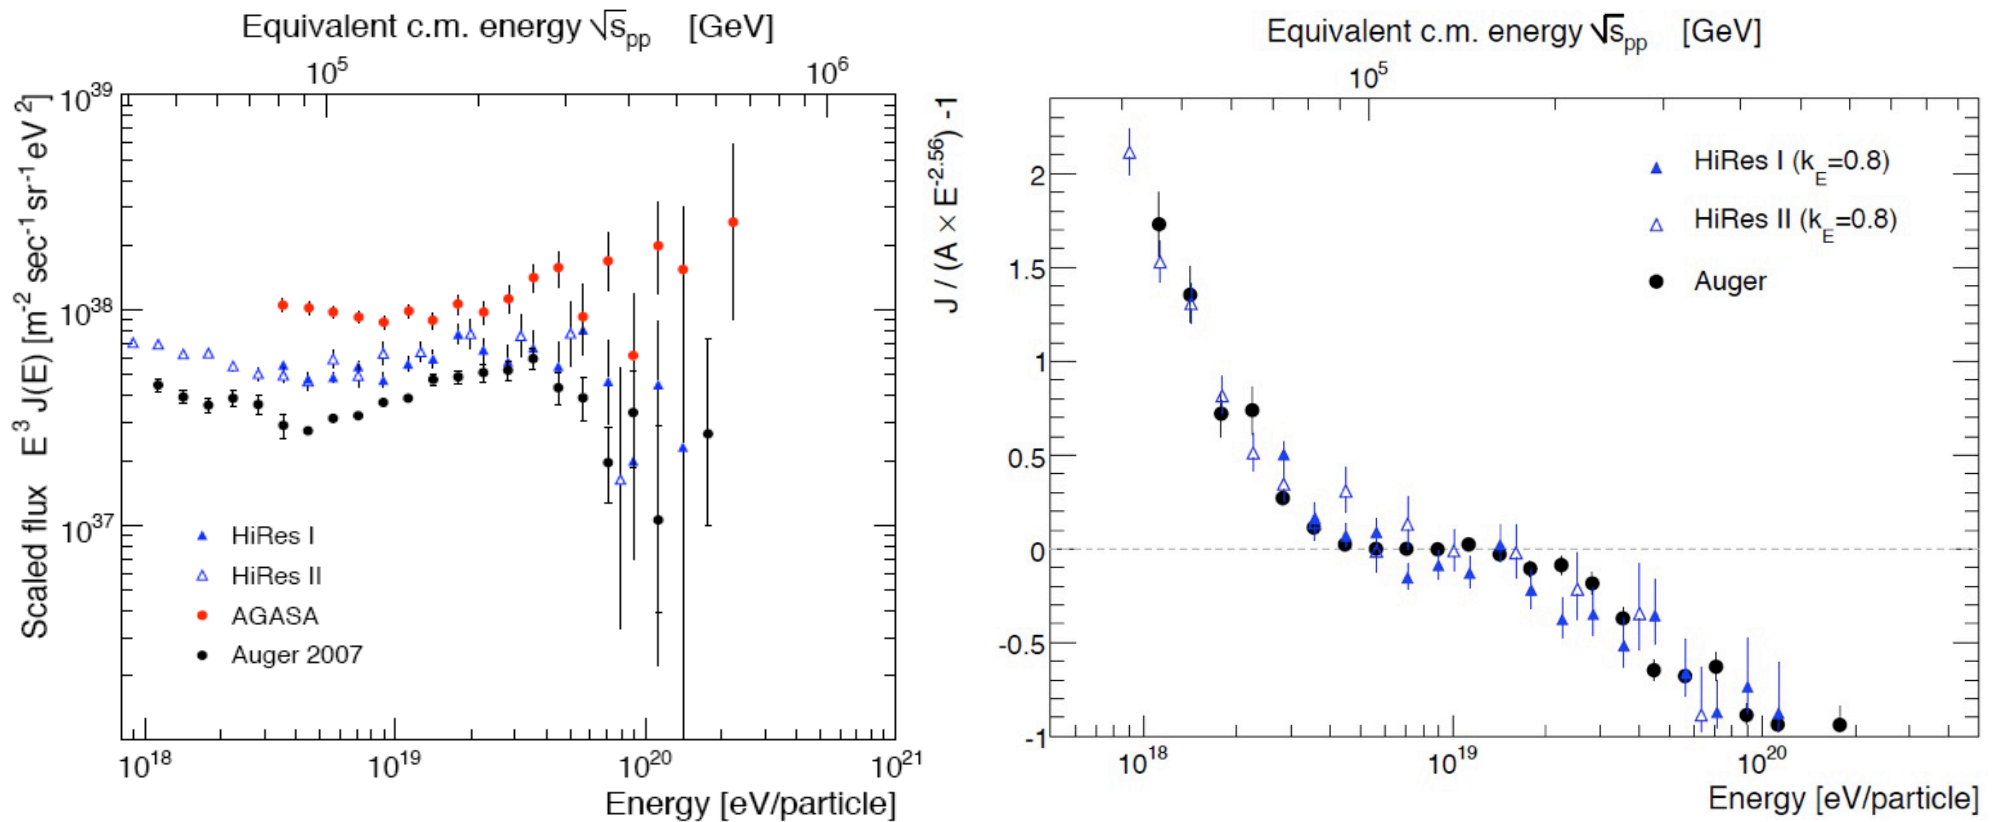 Equivalent c.m. energy √s_pp [GeV]
10^5 10^6
Scaled flux E^3 J(E) [m^-2 sec^-1 sr^-1 eV^2]
10^39
10^38
10^37
HiRes I
HiRes II
AGASA
Auger 2007
10^18 10^19 10^20 10^21
Energy [eV/particle]
Equivalent c.m. energy √s_pp [GeV]
10^5
J / (A × E^-2.56) -1
2
1.5
1
0.5
0
-0.5
-1
HiRes I (k_E=0.8)
HiRes II (k_E=0.8)
Auger
10^18 10^19 10^20
Energy [eV/particle]